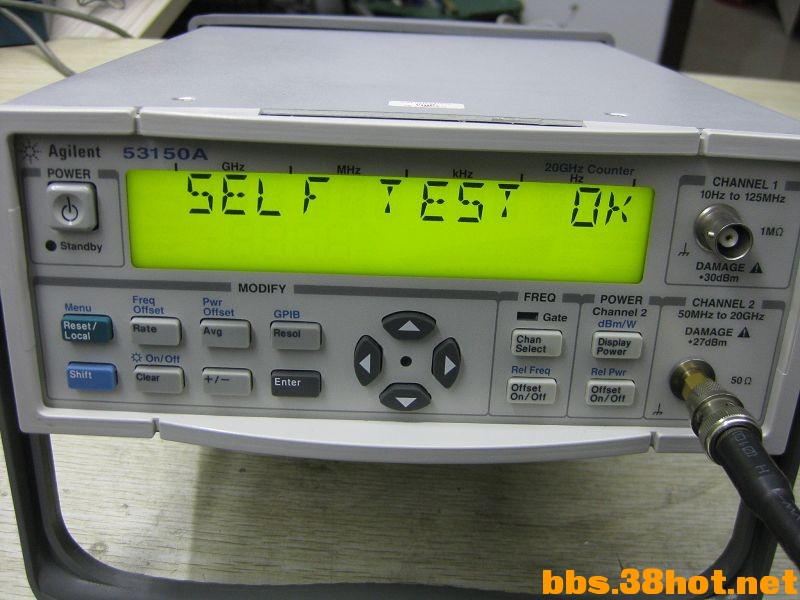 Agilent 53150A
POWER
Standby
GHz MHz kHz 20GHz Counter Hz
SELF TEST OK
CHANNEL 1
10Hz to 125MHz
1MΩ
DAMAGE
+30dBm
MODIFY
Menu
Reset/
Local
Freq
Offset
Rate
Pwr
Offset
Avg
GPIB
Resol
Shift
On/Off
Clear
+/−
Enter
FREQ
Gate
Chan
Select
Rel Freq
Offset
On/Off
POWER
Channel 2
dBm/W
Display
Power
Rel Pwr
Offset
On/Off
CHANNEL 2
50MHz to 20GHz
DAMAGE
+27dBm
50Ω
bbs.38hot.net